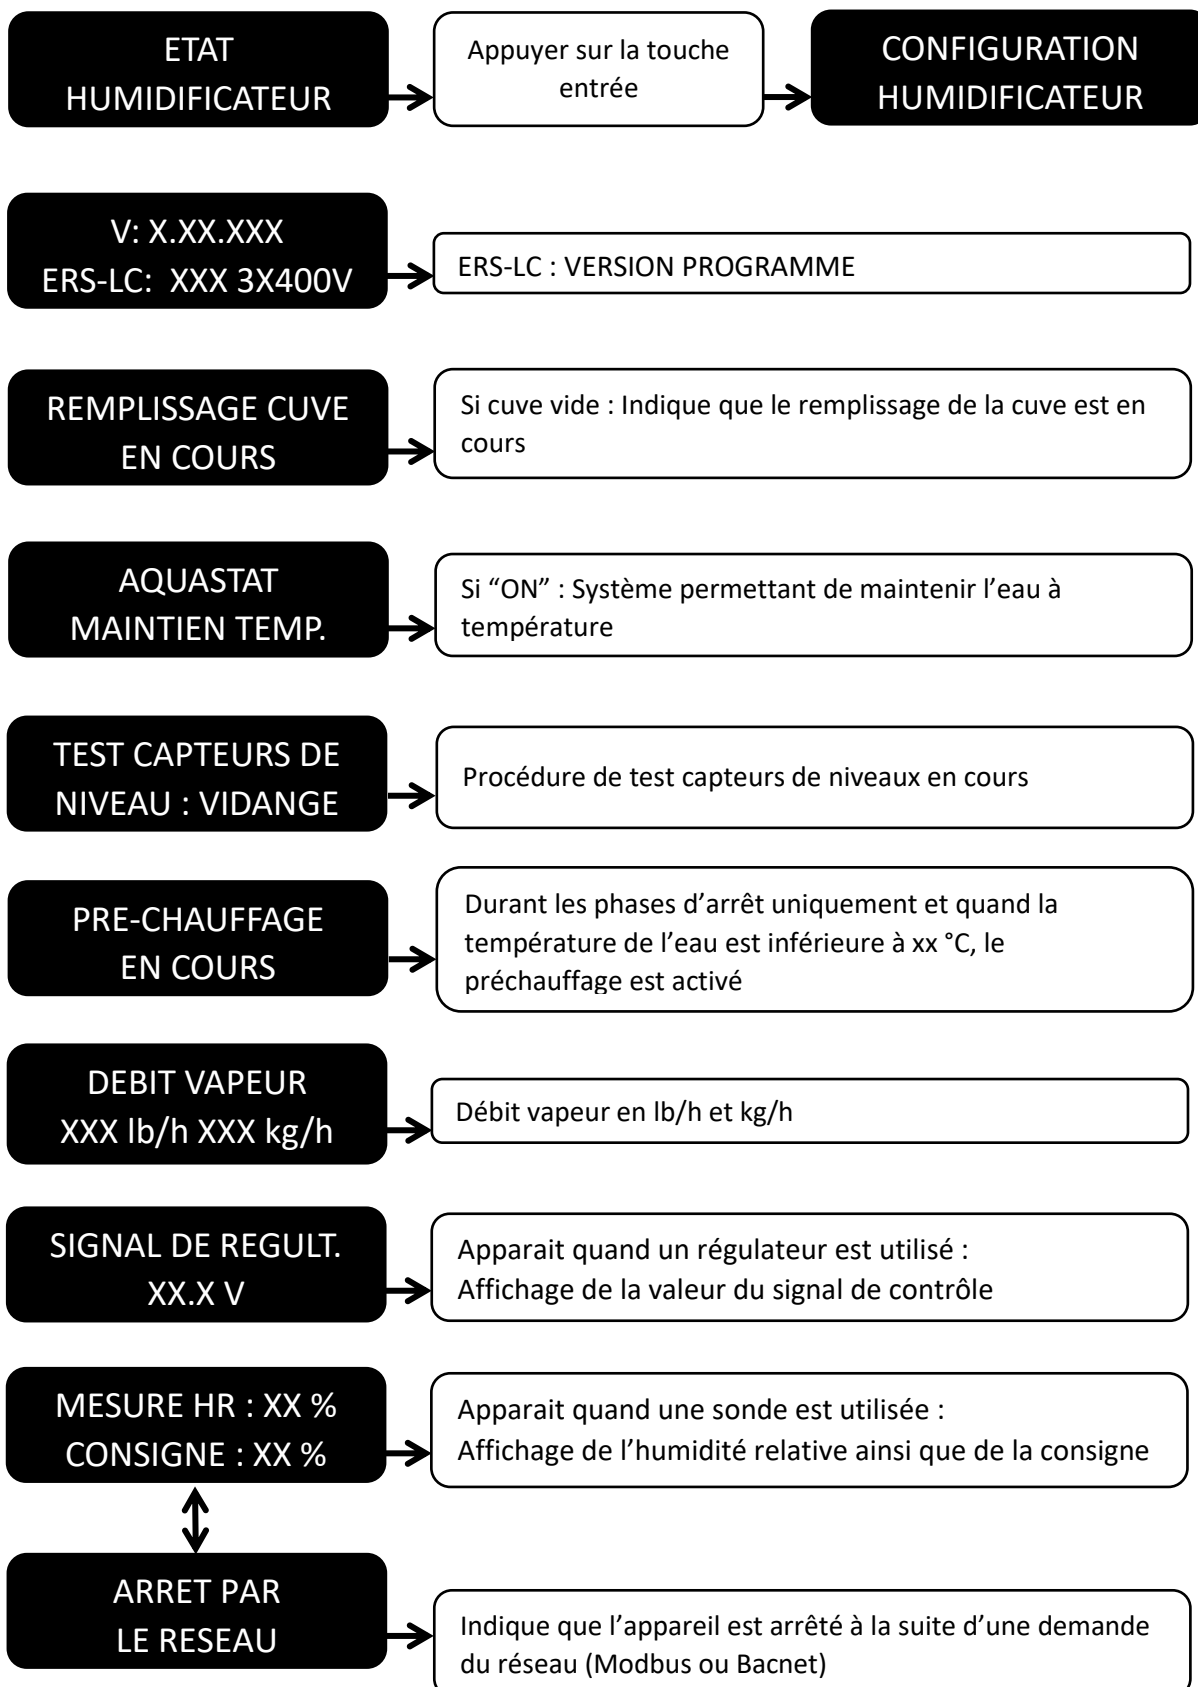 ETAT
HUMIDIFICATEUR
Appuyer sur la touche
entrée
CONFIGURATION
HUMIDIFICATEUR
V: X.XX.XXX
ERS-LC:  XXX 3X400V
ERS-LC : VERSION PROGRAMME
REMPLISSAGE CUVE
EN COURS
Si cuve vide : Indique que le remplissage de la cuve est en
cours
AQUASTAT
MAINTIEN TEMP.
Si “ON” : Système permettant de maintenir l’eau à
température
TEST CAPTEURS DE
NIVEAU : VIDANGE
Procédure de test capteurs de niveaux en cours
PRE-CHAUFFAGE
EN COURS
Durant les phases d’arrêt uniquement et quand la
température de l’eau est inférieure à xx °C, le
préchauffage est activé
DEBIT VAPEUR
XXX lb/h XXX kg/h
Débit vapeur en lb/h et kg/h
SIGNAL DE REGULT.
XX.X V
Apparait quand un régulateur est utilisé :
Affichage de la valeur du signal de contrôle
MESURE HR : XX %
CONSIGNE : XX %
Apparait quand une sonde est utilisée :
Affichage de l’humidité relative ainsi que de la consigne
ARRET PAR
LE RESEAU
Indique que l’appareil est arrêté à la suite d’une demande
du réseau (Modbus ou Bacnet)